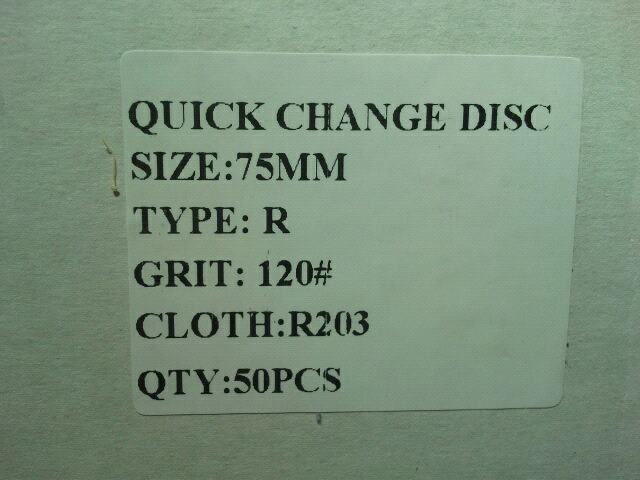 QUICK CHANGE DISC
SIZE:75MM
TYPE: R
GRIT: 120#
CLOTH:R203
QTY:50PCS